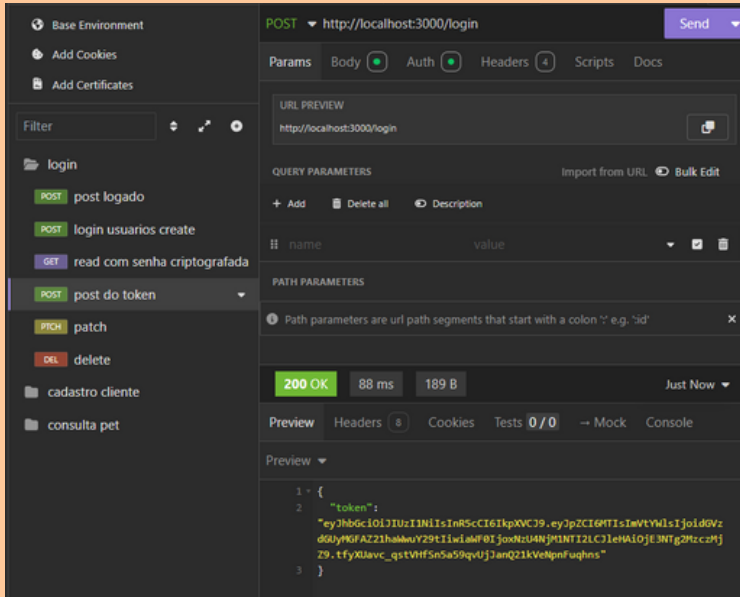 Base Environment
Add Cookies
Add Certificates
Filter
login
POST post logado
POST login usuarios create
GET read com senha criptografada
POST post do token
PTCH patch
DEL delete
cadastro cliente
consulta pet
POST http://localhost:3000/login Send
Params Body Auth Headers 4 Scripts Docs
URL PREVIEW
http://localhost:3000/login
QUERY PARAMETERS Import from URL Bulk Edit
+ Add Delete all Description
name value
PATH PARAMETERS
Path parameters are url path segments that start with a colon ':' e.g. ':id'
200 OK 88 ms 189 B Just Now
Preview Headers 8 Cookies Tests 0 / 0 → Mock Console
Preview
1 {
2 "token":
3 }